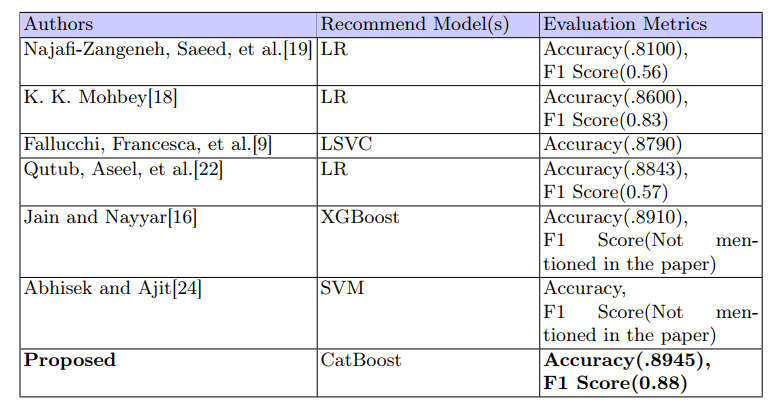 Authors Recommend Model(s) Evaluation Metrics
Najafi-Zangeneh, Saeed, et al.[19] LR Accuracy(.8100),
F1 Score(0.56)
K. K. Mohbey[18] LR Accuracy(.8600),
F1 Score(0.83)
Fallucchi, Francesca, et al.[9] LSVC Accuracy(.8790)
Qutub, Aseel, et al.[22] LR Accuracy(.8843),
F1 Score(0.57)
Jain and Nayyar[16] XGBoost Accuracy(.8910),
F1 Score(Not men-
tioned in the paper)
Abhisek and Ajit[24] SVM Accuracy,
F1 Score(Not men-
tioned in the paper)
Proposed CatBoost Accuracy(.8945),
F1 Score(0.88)